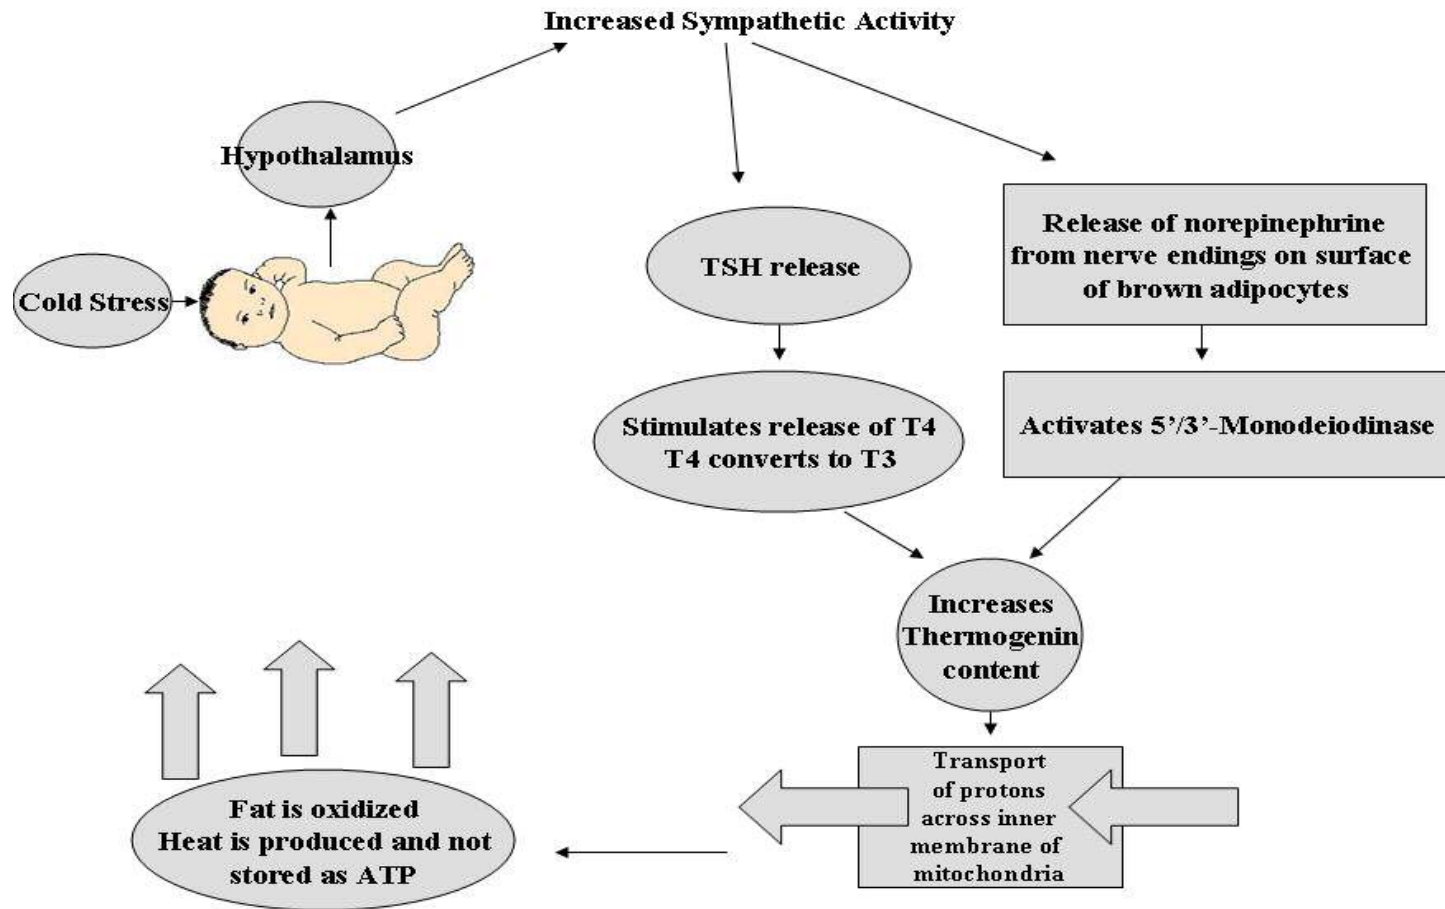 Increased Sympathetic Activity
Hypothalamus
Cold Stress
TSH release
Release of norepinephrine
from nerve endings on surface
of brown adipocytes
Stimulates release of T4
T4 converts to T3
Activates 5’/3’-Monodeiodinase
Increases
Thermogenin
content
Transport
of protons
across inner
membrane of
mitochondria
Fat is oxidized
Heat is produced and not
stored as ATP